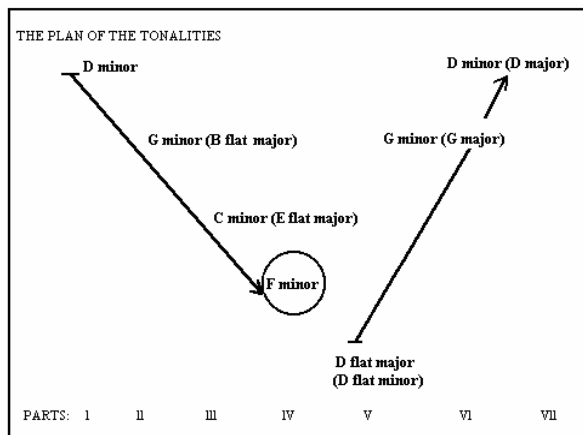 THE PLAN OF THE TONALITIES
D minor
D minor (D major)
G minor (B flat major)
G minor (G major)
C minor (E flat major)
F minor
D flat major
(D flat minor)
PARTS: I II III IV V VI VII